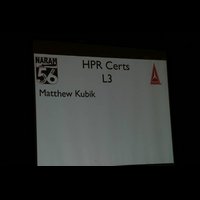 NARAM
56
HPR Certs
L3
Matthew Kubik